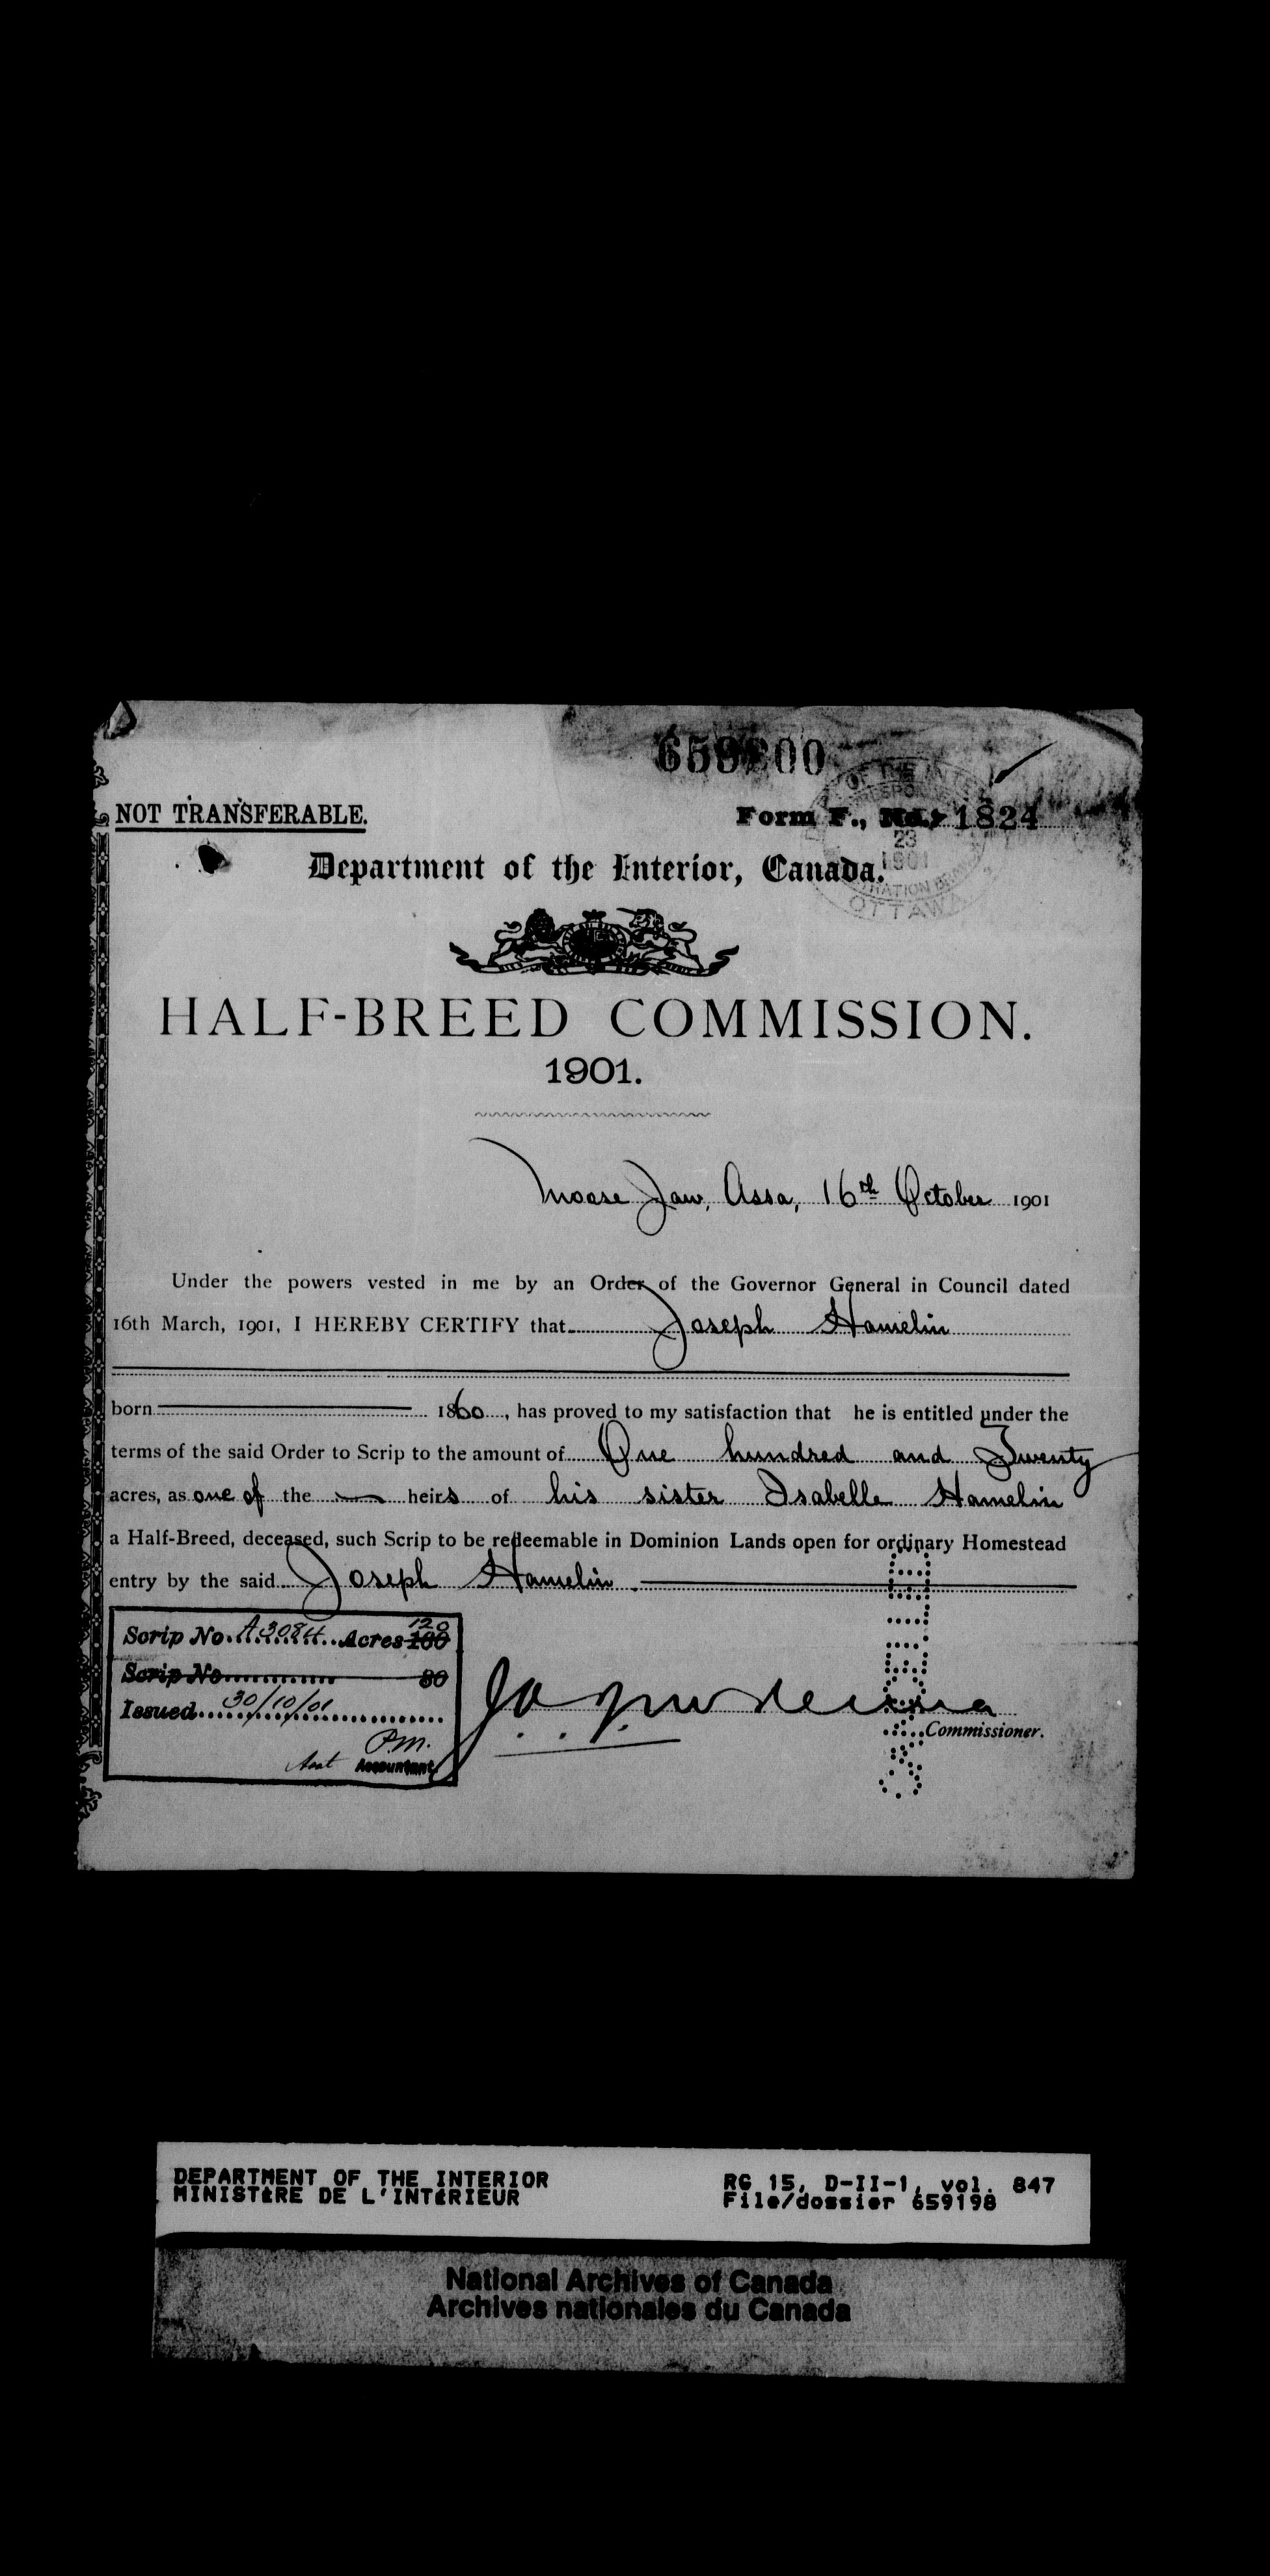 659200
NOT TRANSFERABLE.
Form F., No. 1824
23
1901
OTTAWA
Department of the Interior, Canada.
HALF-BREED COMMISSION.
1901.
Moose Jaw, Assa, 16th October 1901
Under the powers vested in me by an Order of the Governor General in Council dated
16th March, 1901, I HEREBY CERTIFY that Joseph Hamelin
born 1860, has proved to my satisfaction that he is entitled under the
terms of the said Order to Scrip to the amount of One hundred and Twenty
acres, as one of the heirs of his sister Isabelle Hamelin
a Half-Breed, deceased, such Scrip to be redeemable in Dominion Lands open for ordinary Homestead
entry by the said Joseph Hamelin
Scrip No. A3084 Acres 120
Scrip No. 80
Issued 30/10/01
P.M.
Asst Accountant
Commissioner.
DEPARTMENT OF THE INTERIOR
MINISTÈRE DE L'INTÉRIEUR
RG 15, D-II-1, vol. 847
File/dossier 659198
National Archives of Canada
Archives nationales du Canada